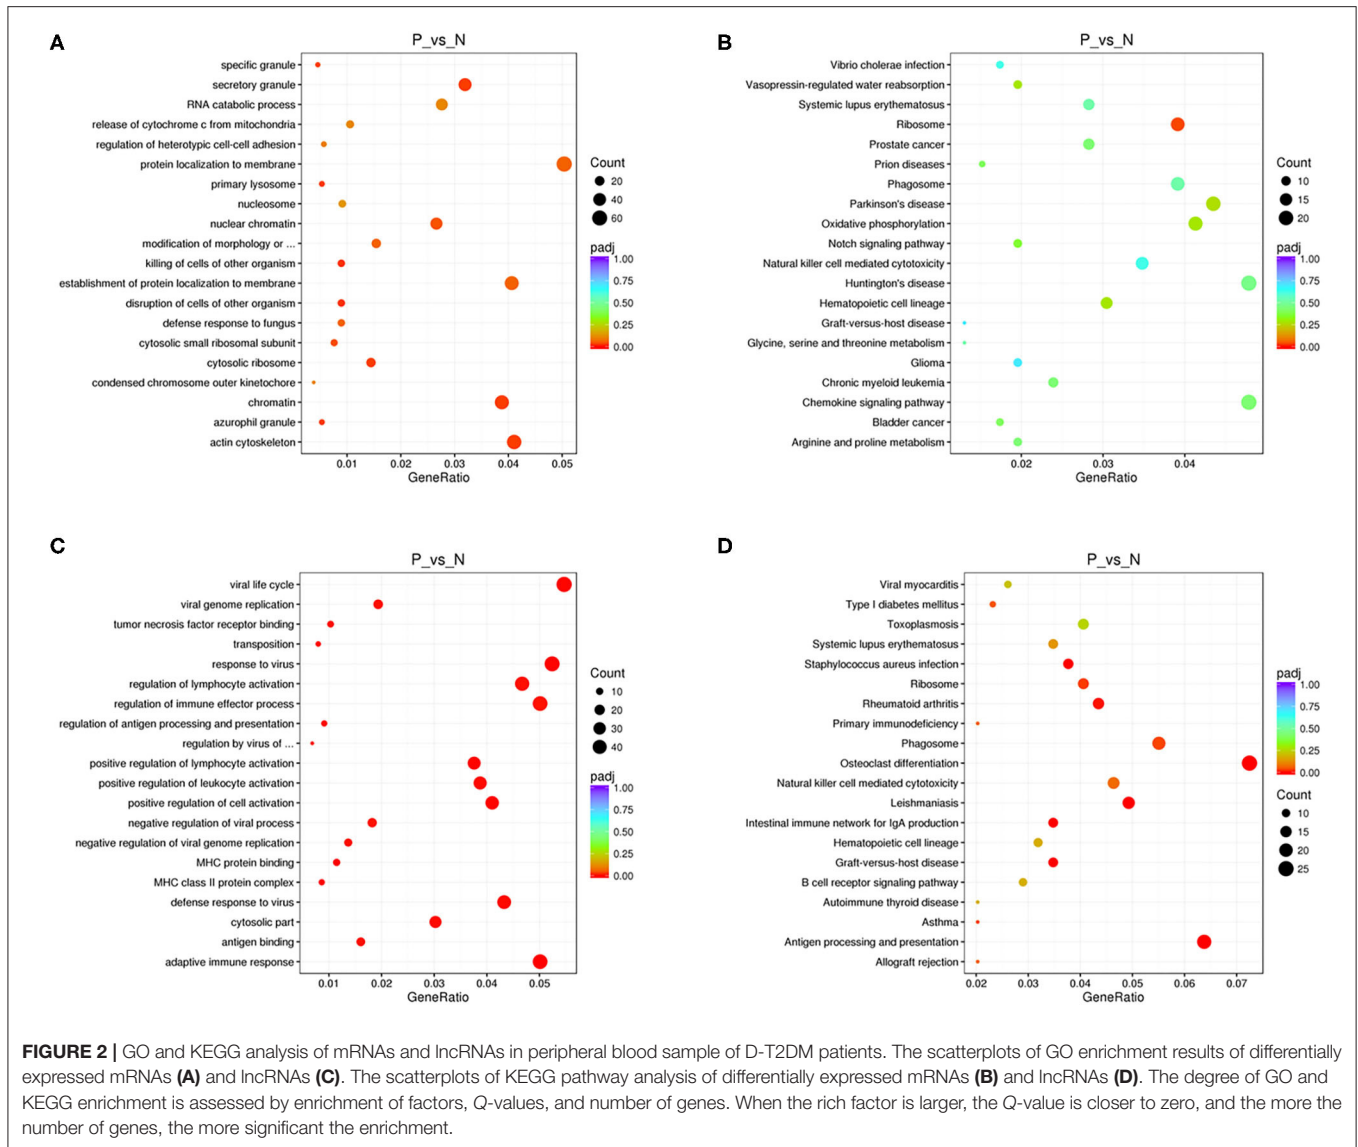 A
P_vs_N
specific granule
secretory granule
RNA catabolic process
release of cytochrome c from mitochondria
regulation of heterotypic cell-cell adhesion
protein localization to membrane
primary lysosome
nucleosome
nuclear chromatin
modification of morphology or ...
killing of cells of other organism
establishment of protein localization to membrane
disruption of cells of other organism
defense response to fungus
cytosolic small ribosomal subunit
cytosolic ribosome
condensed chromosome outer kinetochore
chromatin
azurophil granule
actin cytoskeleton
0.01 0.02 0.03 0.04 0.05
GeneRatio
Count
20
40
60
padj
1.00
0.75
0.50
0.25
0.00
B
P_vs_N
Vibrio cholerae infection
Vasopressin-regulated water reabsorption
Systemic lupus erythematosus
Ribosome
Prostate cancer
Prion diseases
Phagosome
Parkinson's disease
Oxidative phosphorylation
Notch signaling pathway
Natural killer cell mediated cytotoxicity
Huntington's disease
Hematopoietic cell lineage
Graft-versus-host disease
Glycine, serine and threonine metabolism
Glioma
Chronic myeloid leukemia
Chemokine signaling pathway
Bladder cancer
Arginine and proline metabolism
0.02 0.03 0.04
GeneRatio
Count
10
15
20
padj
1.00
0.75
0.50
0.25
0.00
C
P_vs_N
viral life cycle
viral genome replication
tumor necrosis factor receptor binding
transposition
response to virus
regulation of lymphocyte activation
regulation of immune effector process
regulation of antigen processing and presentation
regulation by virus of ...
positive regulation of lymphocyte activation
positive regulation of leukocyte activation
positive regulation of cell activation
negative regulation of viral process
negative regulation of viral genome replication
MHC protein binding
MHC class II protein complex
defense response to virus
cytosolic part
antigen binding
adaptive immune response
0.01 0.02 0.03 0.04 0.05
GeneRatio
Count
10
20
30
40
padj
1.00
0.75
0.50
0.25
0.00
D
P_vs_N
Viral myocarditis
Type I diabetes mellitus
Toxoplasmosis
Systemic lupus erythematosus
Staphylococcus aureus infection
Ribosome
Rheumatoid arthritis
Primary immunodeficiency
Phagosome
Osteoclast differentiation
Natural killer cell mediated cytotoxicity
Leishmaniasis
Intestinal immune network for IgA production
Hematopoietic cell lineage
Graft-versus-host disease
B cell receptor signaling pathway
Autoimmune thyroid disease
Asthma
Antigen processing and presentation
Allograft rejection
0.02 0.03 0.04 0.05 0.06 0.07
GeneRatio
padj
1.00
0.75
0.50
0.25
0.00
Count
10
15
20
25
FIGURE 2 | GO and KEGG analysis of mRNAs and lncRNAs in peripheral blood sample of D-T2DM patients. The scatterplots of GO enrichment results of differentially
expressed mRNAs (A) and lncRNAs (C). The scatterplots of KEGG pathway analysis of differentially expressed mRNAs (B) and lncRNAs (D). The degree of GO and
KEGG enrichment is assessed by enrichment of factors, Q-values, and number of genes. When the rich factor is larger, the Q-value is closer to zero, and the more the
number of genes, the more significant the enrichment.